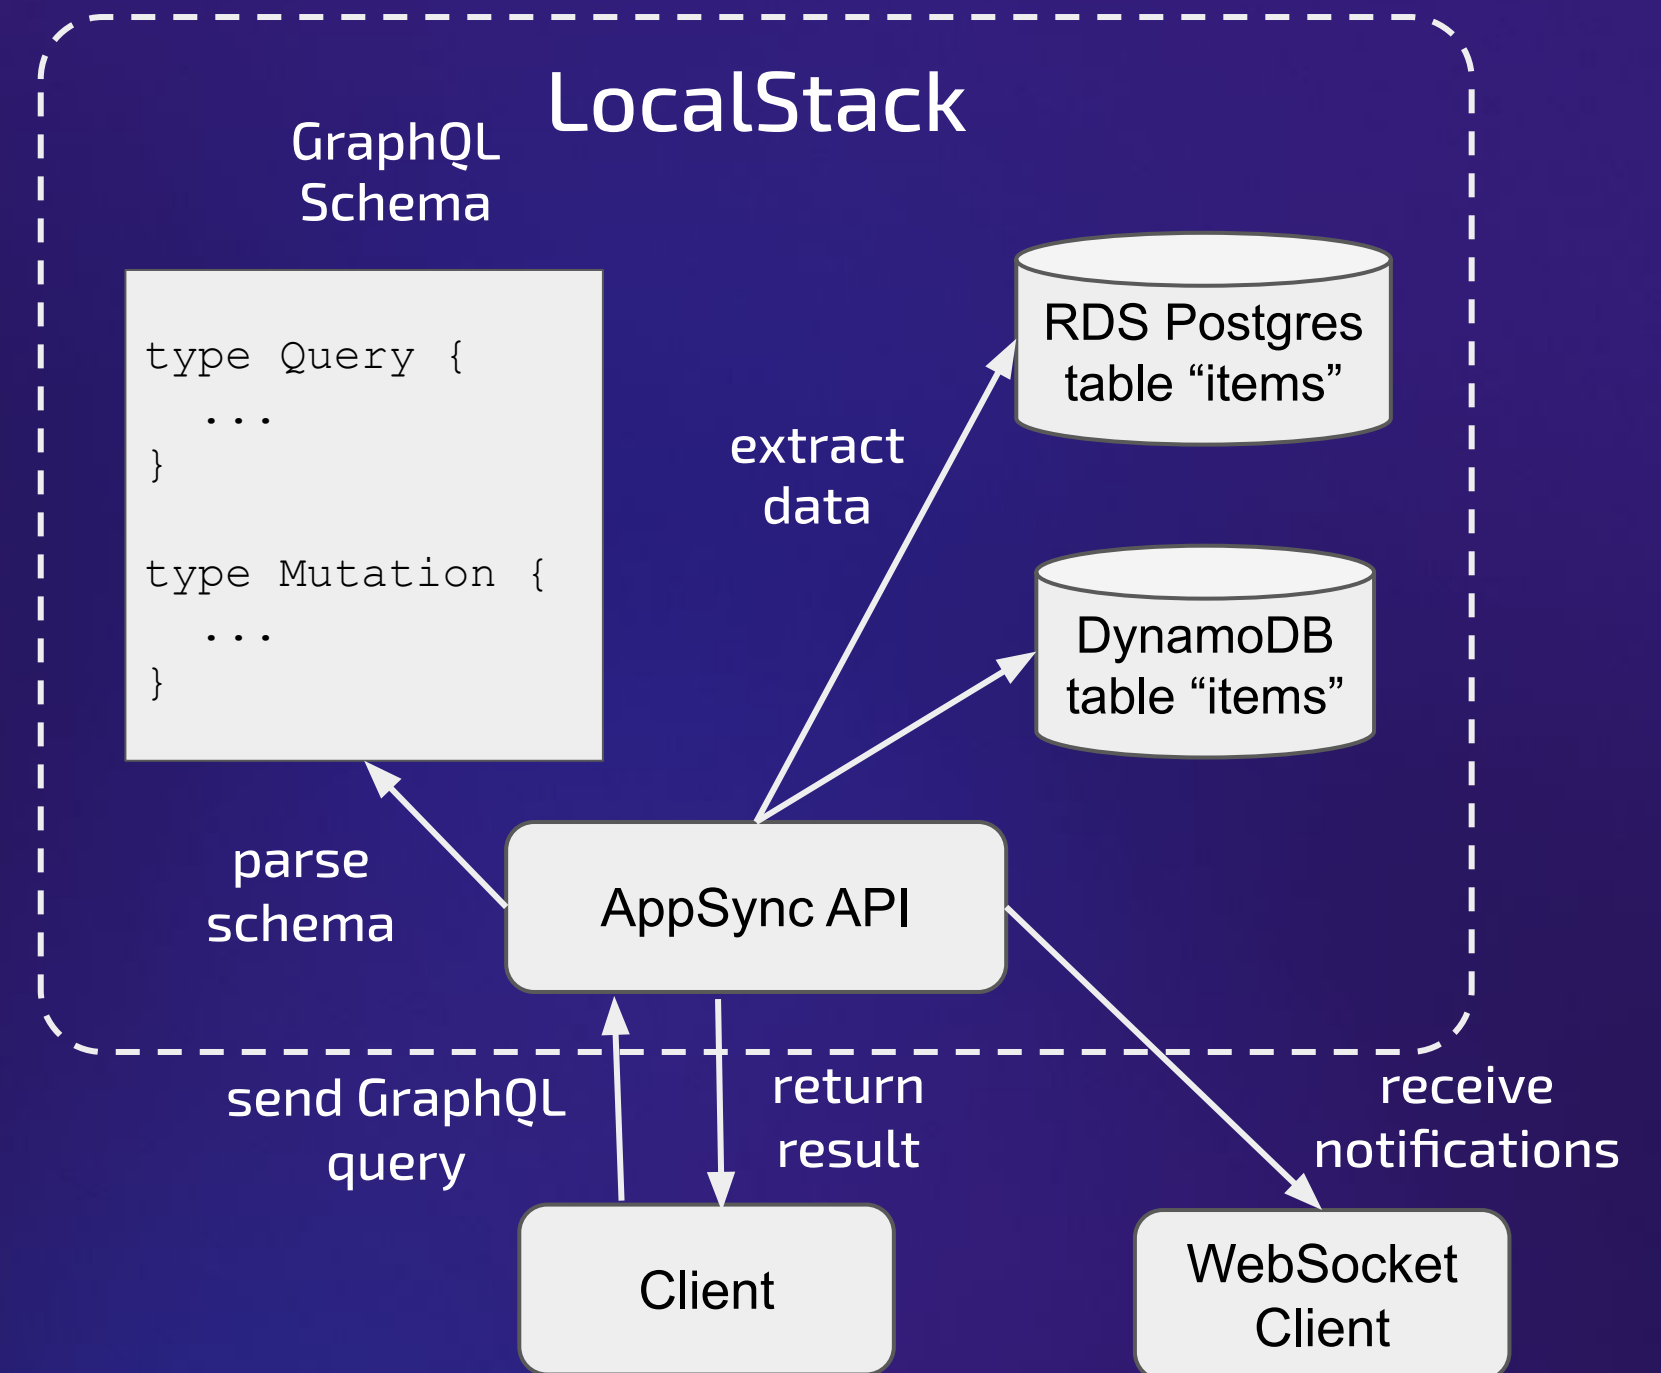 LocalStack
GraphQL
Schema
type Query {
...
}
type Mutation {
...
}
RDS Postgres
table “items”
extract
data
DynamoDB
table “items”
parse
schema
AppSync API
send GraphQL
query
return
result
receive
notifications
Client
WebSocket
Client